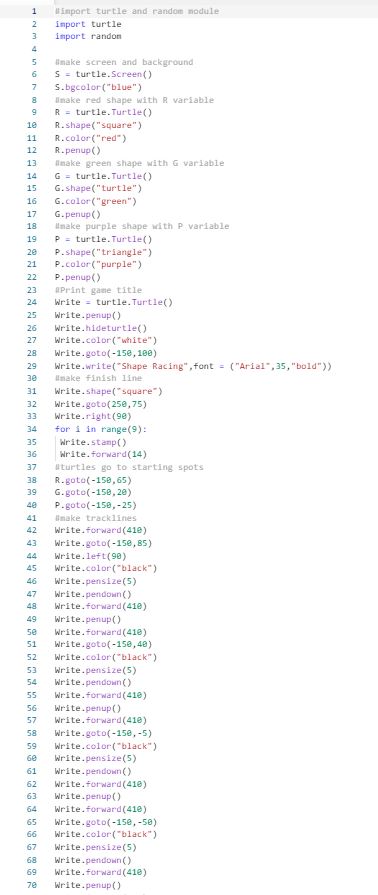 1 #import turtle and random module
2 import turtle
3 import random
4
5 #make screen and background
6 S = turtle.Screen()
7 S.bgcolor("blue")
8 #make red shape with R variable
9 R = turtle.Turtle()
10 R.shape("square")
11 R.color("red")
12 R.penup()
13 #make green shape with G variable
14 G = turtle.Turtle()
15 G.shape("turtle")
16 G.color("green")
17 G.penup()
18 #make purple shape with P variable
19 P = turtle.Turtle()
20 P.shape("triangle")
21 P.color("purple")
22 P.penup()
23 #Print game title
24 Write = turtle.Turtle()
25 Write.penup()
26 Write.hideturtle()
27 Write.color("white")
28 Write.goto(-150,100)
29 Write.write("Shape Racing",font = ("Arial",35,"bold"))
30 #make finish line
31 Write.shape("square")
32 Write.goto(250,75)
33 Write.right(90)
34 for i in range(9):
35  Write.stamp()
36  Write.forward(14)
37 #turtles go to starting spots
38 R.goto(-150,65)
39 G.goto(-150,20)
40 P.goto(-150,-25)
41 #make tracklines
42 Write.forward(410)
43 Write.goto(-150,85)
44 Write.left(90)
45 Write.color("black")
46 Write.pensize(5)
47 Write.pendown()
48 Write.forward(410)
49 Write.penup()
50 Write.forward(410)
51 Write.goto(-150,40)
52 Write.color("black")
53 Write.pensize(5)
54 Write.pendown()
55 Write.forward(410)
56 Write.penup()
57 Write.forward(410)
58 Write.goto(-150,-5)
59 Write.color("black")
60 Write.pensize(5)
61 Write.pendown()
62 Write.forward(410)
63 Write.penup()
64 Write.forward(410)
65 Write.goto(-150,-50)
66 Write.color("black")
67 Write.pensize(5)
68 Write.pendown()
69 Write.forward(410)
70 Write.penup()